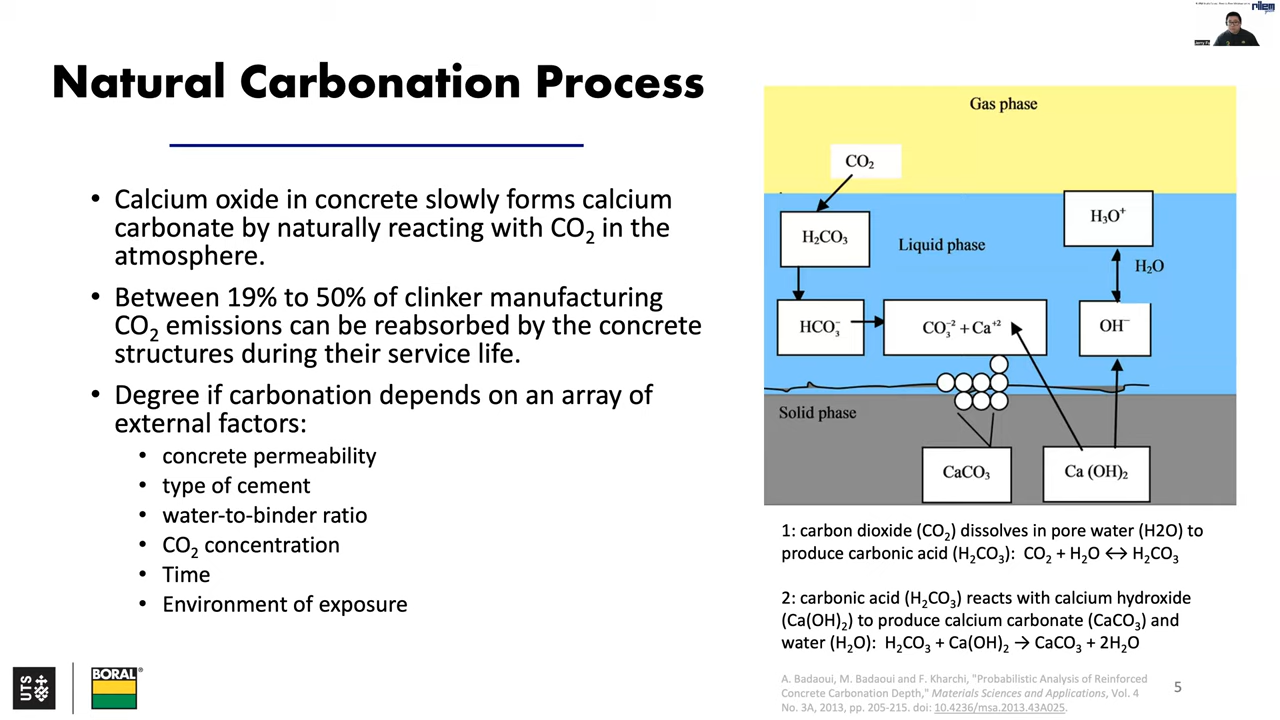 rilem
Natural Carbonation Process
• Calcium oxide in concrete slowly forms calcium
carbonate by naturally reacting with CO₂ in the
atmosphere.
• Between 19% to 50% of clinker manufacturing
CO₂ emissions can be reabsorbed by the concrete
structures during their service life.
• Degree if carbonation depends on an array of
external factors:
• concrete permeability
• type of cement
• water-to-binder ratio
• CO₂ concentration
• Time
• Environment of exposure
Gas phase
CO₂
H₂CO₃
Liquid phase
H₃O⁺
H₂O
HCO₃⁻
CO₃⁻² + Ca⁺²
OH⁻
Solid phase
CaCO₃
Ca (OH)₂
1: carbon dioxide (CO₂) dissolves in pore water (H2O) to
produce carbonic acid (H₂CO₃): CO₂ + H₂O ↔ H₂CO₃
2: carbonic acid (H₂CO₃) reacts with calcium hydroxide
(Ca(OH)₂) to produce calcium carbonate (CaCO₃) and
water (H₂O): H₂CO₃ + Ca(OH)₂ → CaCO₃ + 2H₂O
A. Badaoui, M. Badaoui and F. Kharchi, "Probabilistic Analysis of Reinforced
Concrete Carbonation Depth," Materials Sciences and Applications, Vol. 4
No. 3A, 2013, pp. 205-215. doi: 10.4236/msa.2013.43A025.
5
UTS
BORAL®